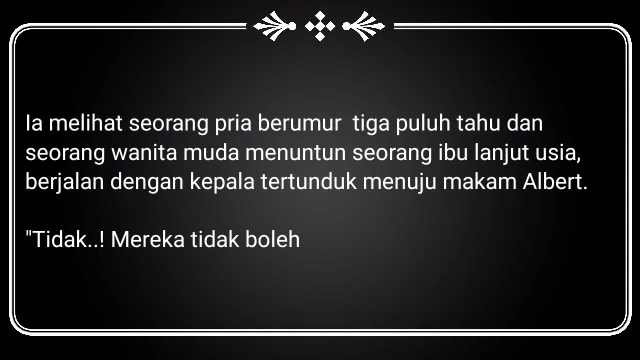 Ia melihat seorang pria berumur  tiga puluh tahu dan
seorang wanita muda menuntun seorang ibu lanjut usia,
berjalan dengan kepala tertunduk menuju makam Albert.
"Tidak..! Mereka tidak boleh